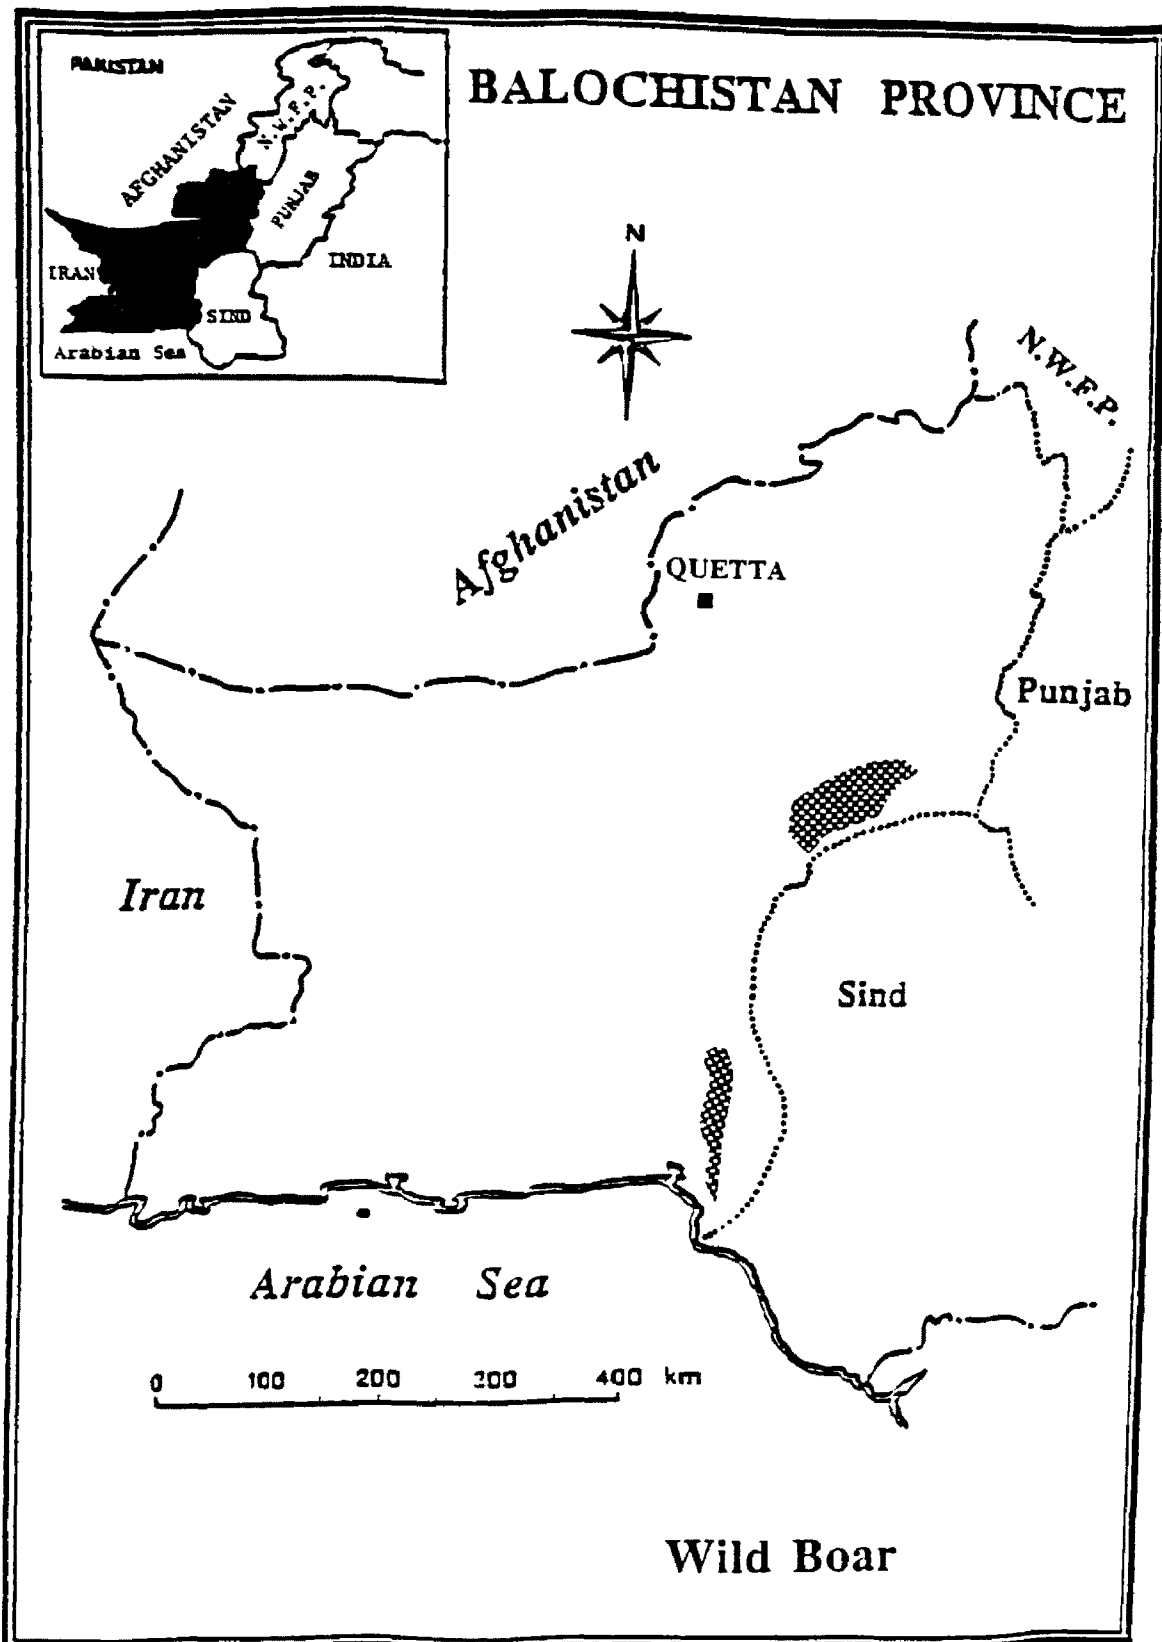 PAKISTAN
AFGHANISTAN
N.W.F.P.
PUNJAB
IRAN
INDIA
SIND
Arabian Sea
BALOCHISTAN PROVINCE
N
N.W.F.P.
Afghanistan
QUETTA
Punjab
Iran
Sind
Arabian Sea
0 100 200 300 400 km
Wild Boar